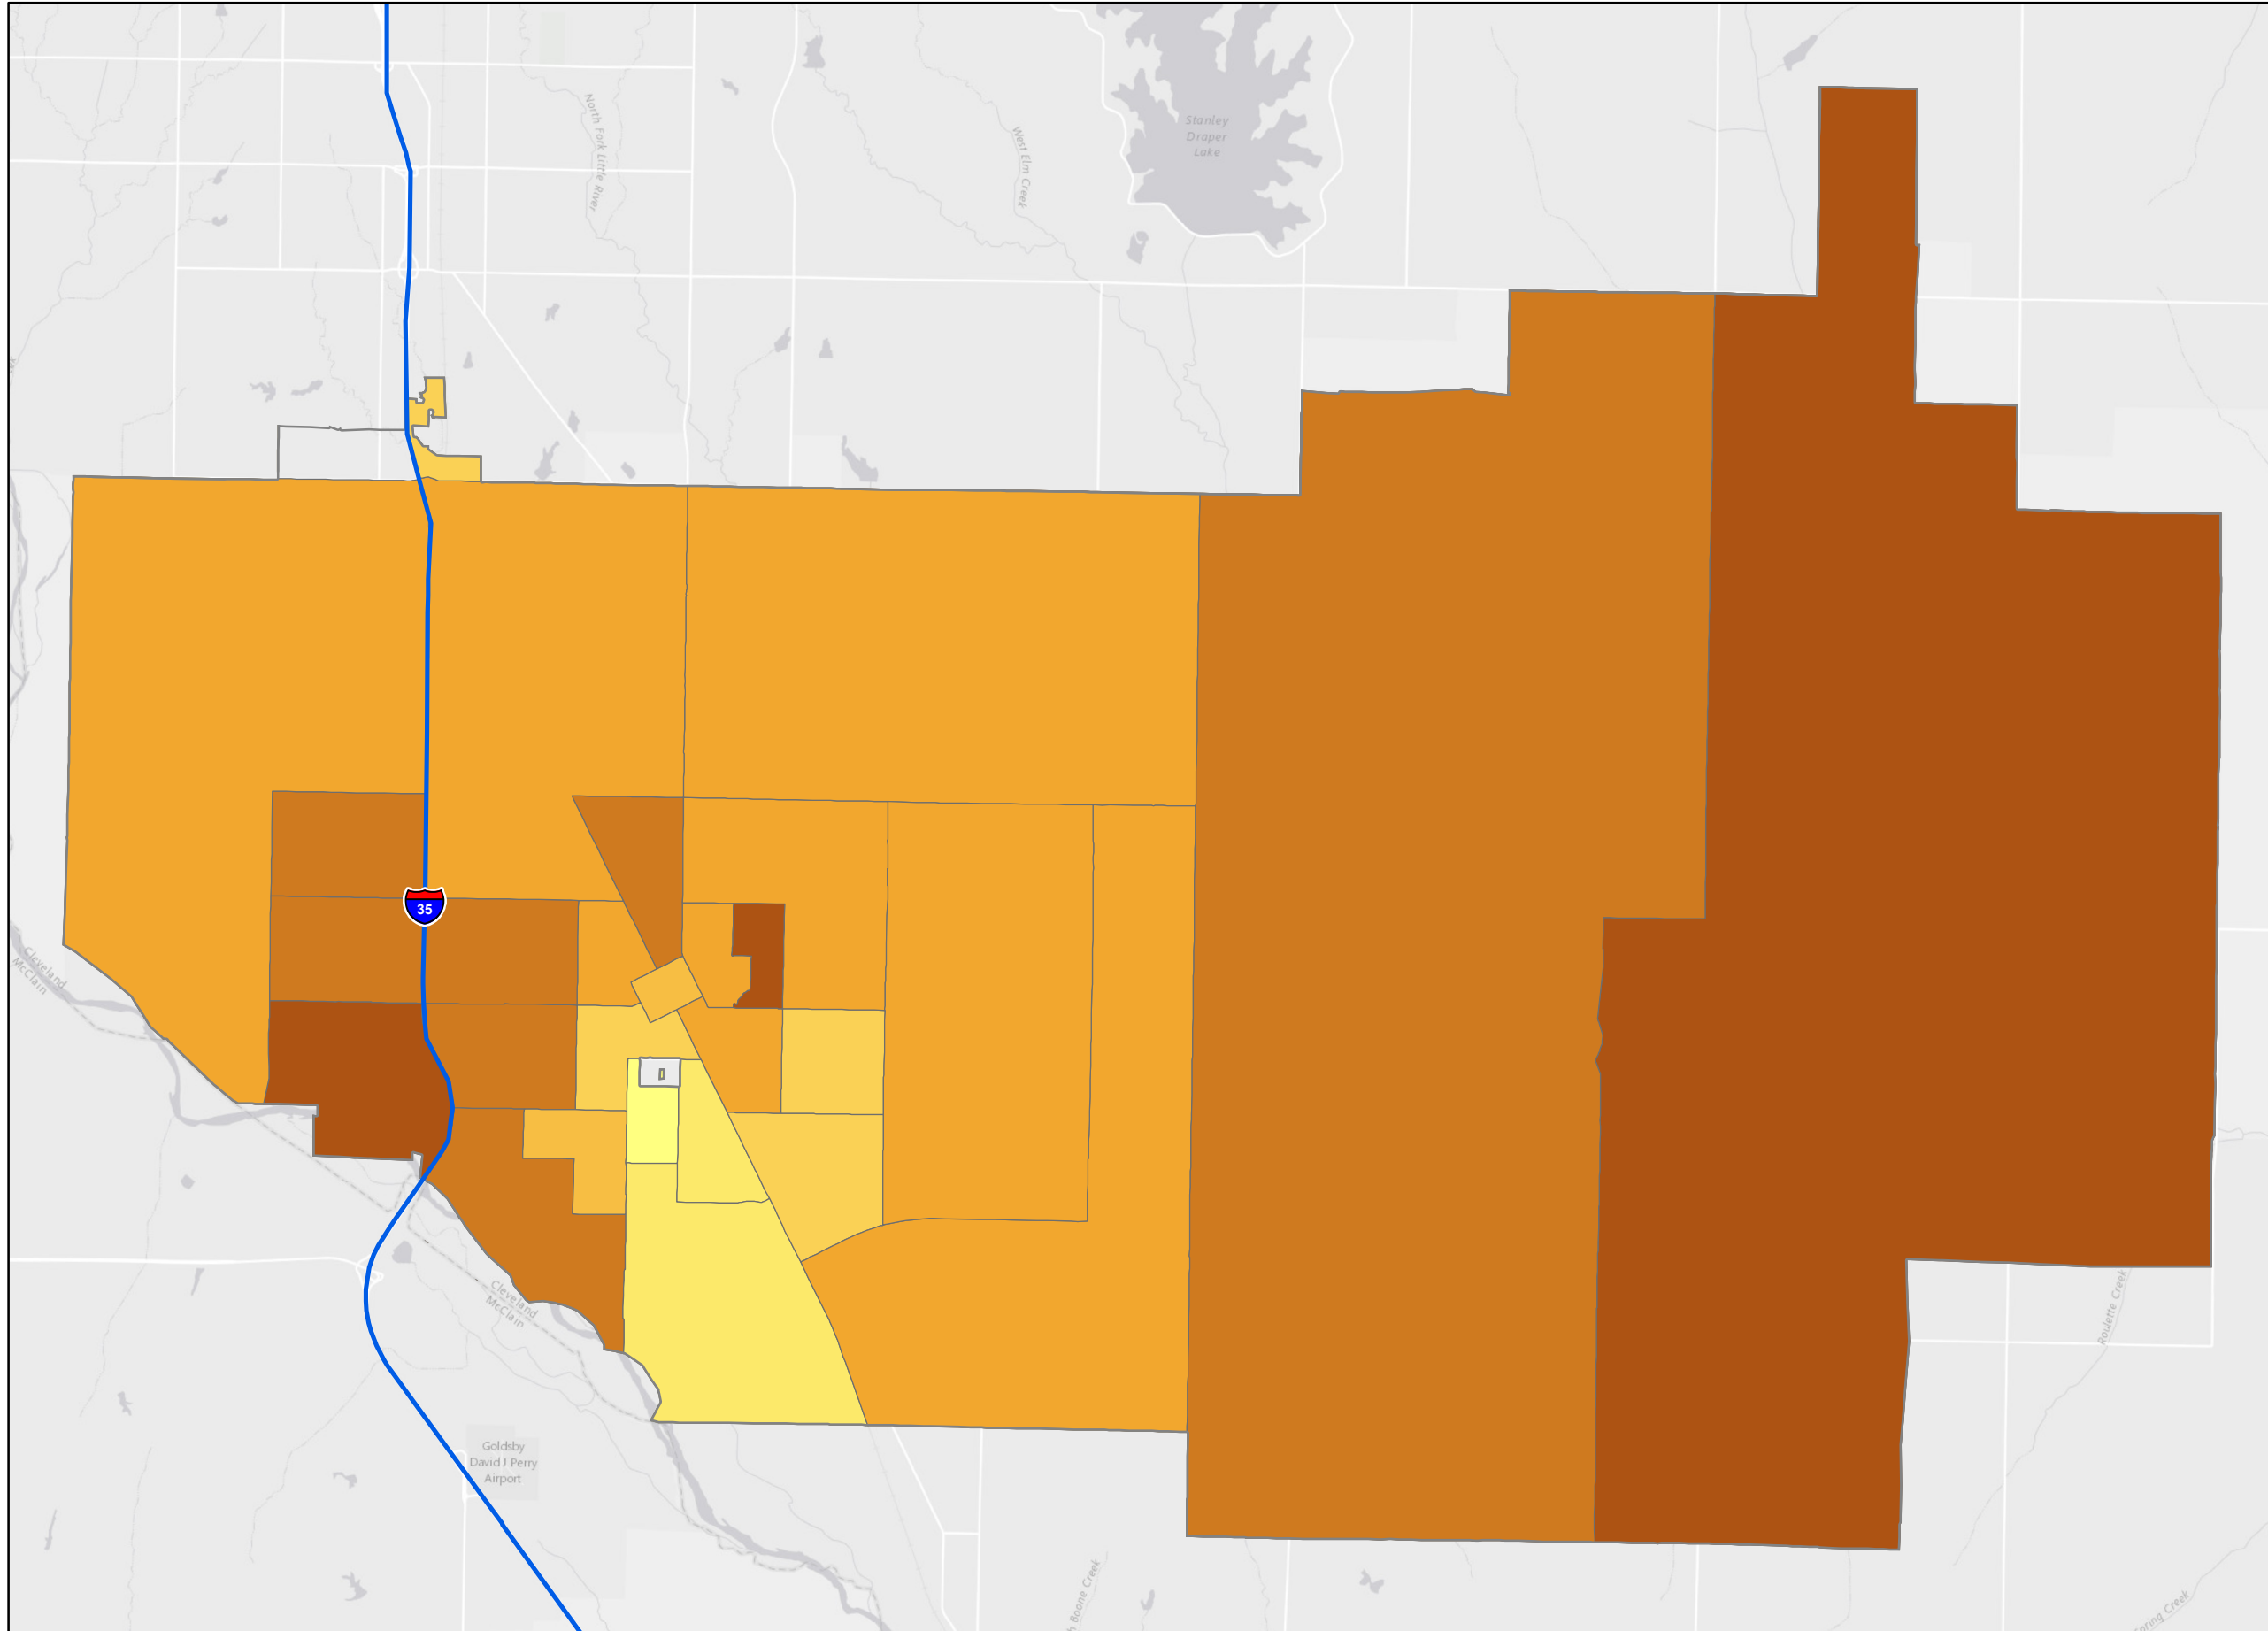 North Fork Little River
West Elm Creek
Stanley
Draper
Lake
35
Cleveland
McClain
Cleveland
McClain
Roulette Creek
Goldsby
David J Perry
Airport
Boone Creek
Creek